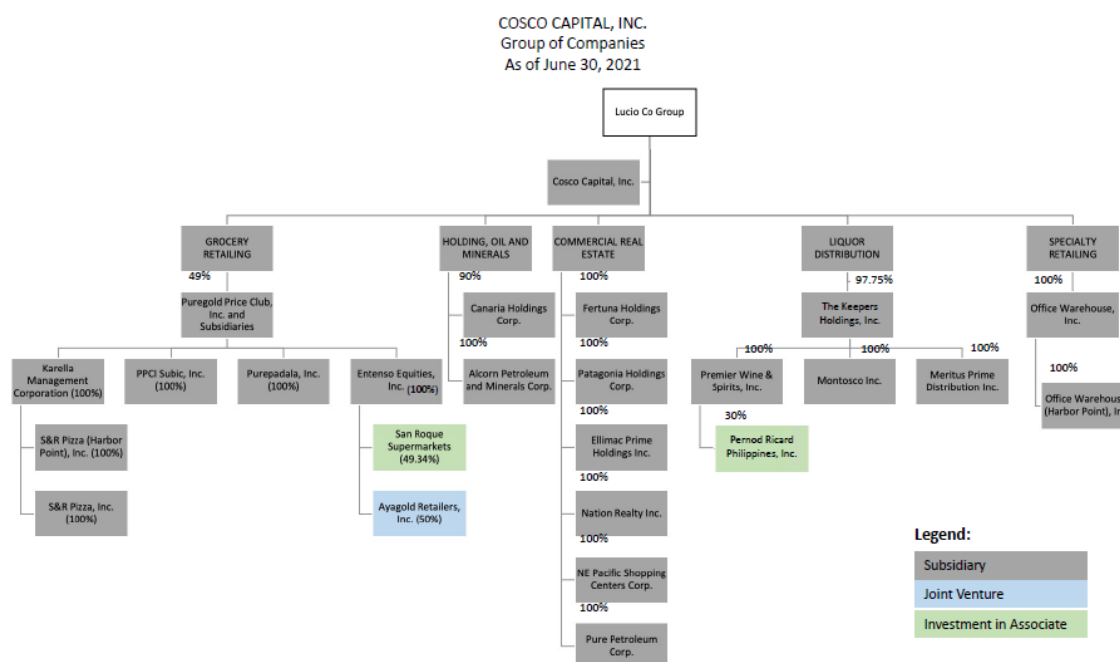 COSCO CAPITAL, INC.
Group of Companies
As of June 30, 2021
Lucio Co Group
Cosco Capital, Inc.
GROCERY
RETAILING
HOLDING, OIL AND
MINERALS
COMMERCIAL REAL
ESTATE
LIQUOR
DISTRIBUTION
SPECIALTY
RETAILING
49%
90%
100%
97.75%
100%
Puregold Price Club,
Inc. and
Subsidiaries
Canaria Holdings
Corp.
Fertuna Holdings
Corp.
The Keepers
Holdings, Inc.
Office Warehouse,
Inc.
100%
100%
100%
100%
100%
Karella
Management
Corporation (100%)
PPCI Subic, Inc.
(100%)
Purepadala, Inc.
(100%)
Entenso Equities,
Inc. (100%)
Alcorn Petroleum
and Minerals Corp.
Patagonia Holdings
Corp.
Premier Wine &
Spirits, Inc.
Montosco Inc.
Meritus Prime
Distribution Inc.
100%
Office Warehouse
(Harbor Point), In
100%
30%
S&R Pizza (Harbor
Point), Inc. (100%)
San Roque
Supermarkets
(49.34%)
Ellimac Prime
Holdings Inc.
Pernod Ricard
Philippines, Inc.
100%
S&R Pizza, Inc.
(100%)
Ayagold Retailers,
Inc. (50%)
Nation Realty Inc.
100%
NE Pacific Shopping
Centers Corp.
100%
Pure Petroleum
Corp.
Legend:
Subsidiary
Joint Venture
Investment in Associate